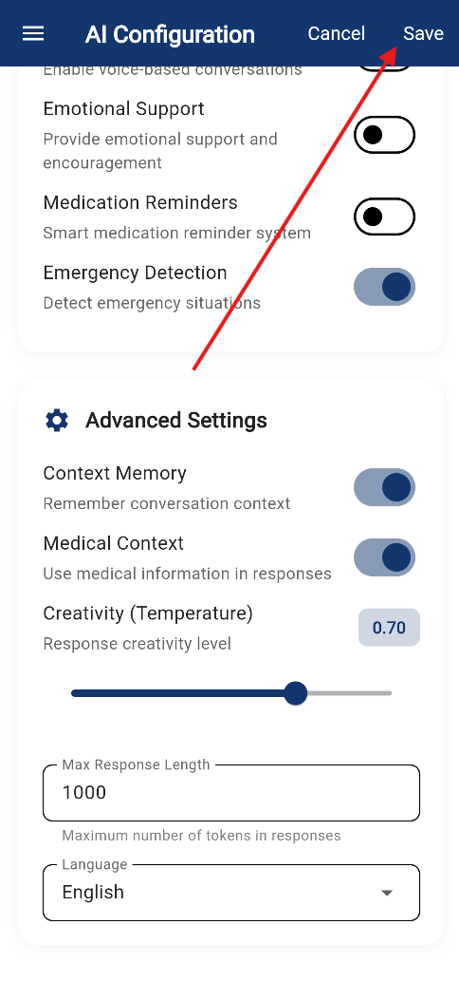 AI Configuration
Cancel
Save
Enable voice-based conversations
Emotional Support
Provide emotional support and
encouragement
Medication Reminders
Smart medication reminder system
Emergency Detection
Detect emergency situations
Advanced Settings
Context Memory
Remember conversation context
Medical Context
Use medical information in responses
Creativity (Temperature)
Response creativity level
0.70
Max Response Length
1000
Maximum number of tokens in responses
Language
English